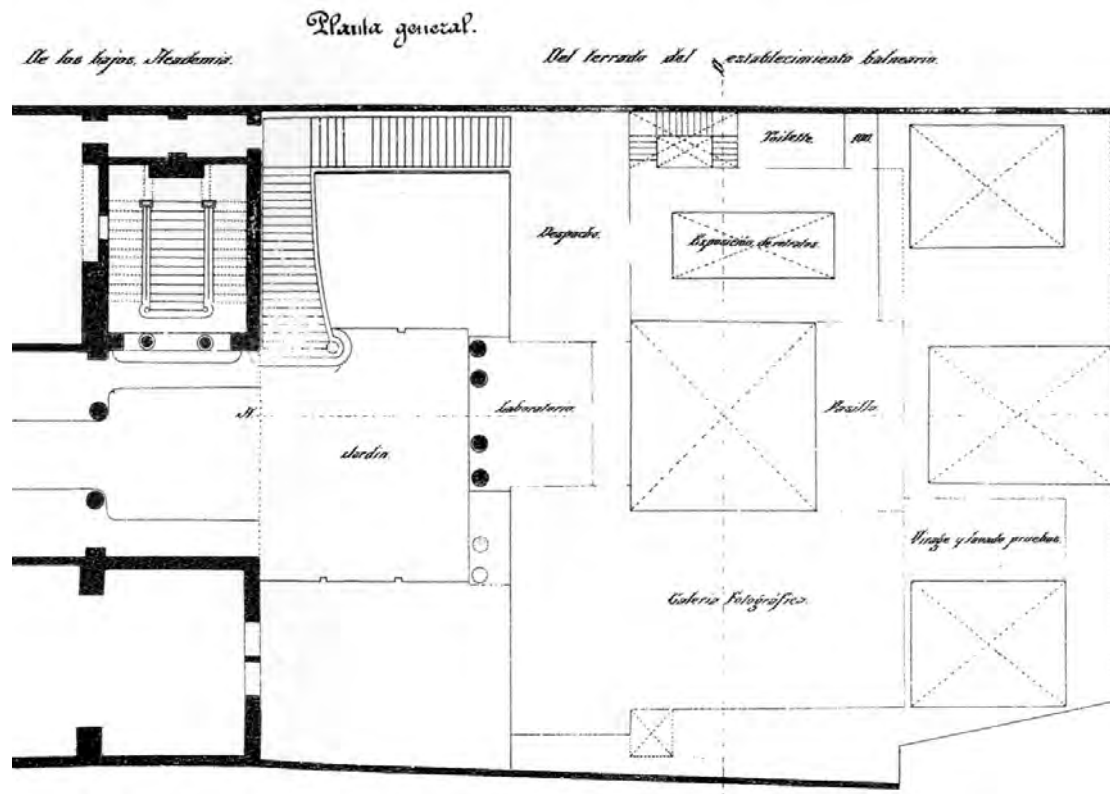 Planta general.
De los bajos, Academia.
Del terrado del establecimiento balneario.
Toilette.
Despacho.
Exposición de retratos.
Laboratorio
Pasillo
Jardín.
Virage y lavado pruebas.
Galería Fotográfica.